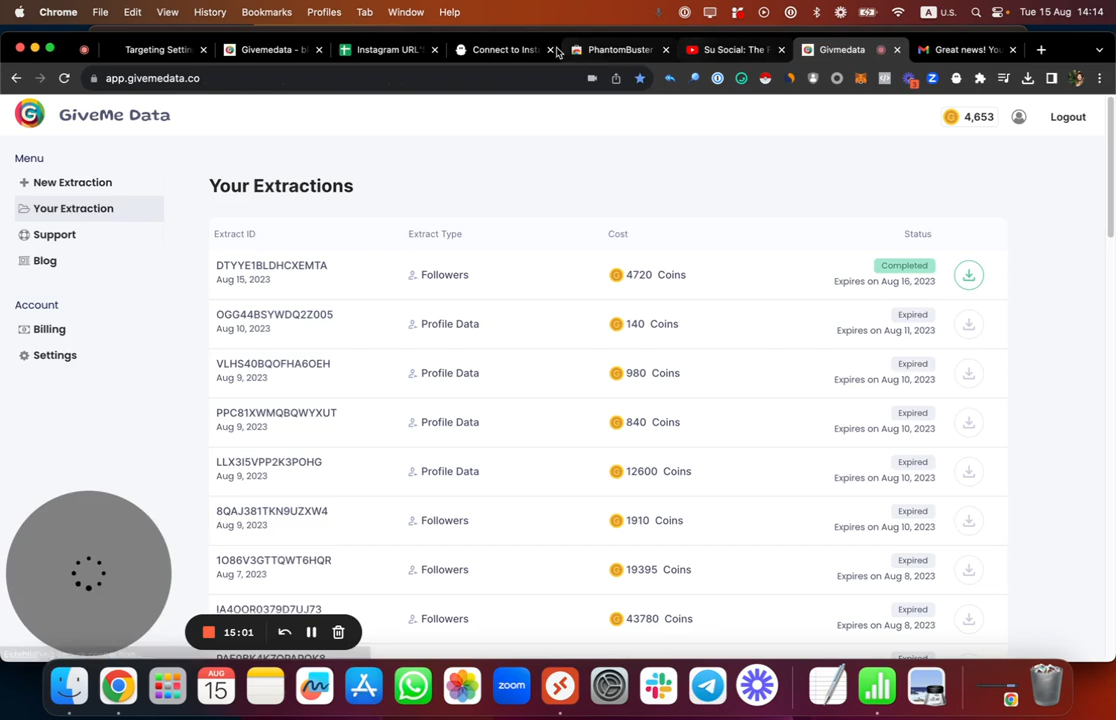 Chrome File Edit View History Bookmarks Profiles Tab Window Help A U.S. Tue 15 Aug 14:14
Targeting Settin Givemedata - bl Instagram URL' Connect to Insta PhantomBuster Su Social: The F Givmedata Great news! You
app.givemedata.co
GiveMe Data
4,653
Logout
Menu
New Extraction
Your Extraction
Support
Blog
Account
Billing
Settings
Your Extractions
Extract ID Extract Type Cost Status
DTYYE1BLDHCXEMTA Followers 4720 Coins Completed
Aug 15, 2023 Expires on Aug 16, 2023
OGG44BSYWDQ2Z005 Profile Data 140 Coins Expired
Aug 10, 2023 Expires on Aug 11, 2023
VLHS40BQOFHA6OEH Profile Data 980 Coins Expired
Aug 9, 2023 Expires on Aug 10, 2023
PPC81XWMQBQWYXUT Profile Data 840 Coins Expired
Aug 9, 2023 Expires on Aug 10, 2023
LLX3I5VPP2K3POHG Profile Data 12600 Coins Expired
Aug 9, 2023 Expires on Aug 10, 2023
8QAJ381TKN9UZXW4 Followers 1910 Coins Expired
Aug 9, 2023 Expires on Aug 10, 2023
1O86V3GTTQWT6HQR Followers 19395 Coins Expired
Aug 7, 2023 Expires on Aug 8, 2023
IA4OOR0379D7UJ73 Followers 43780 Coins Expired
Expires on Aug 8, 2023
15:01
AUG
15
zoom